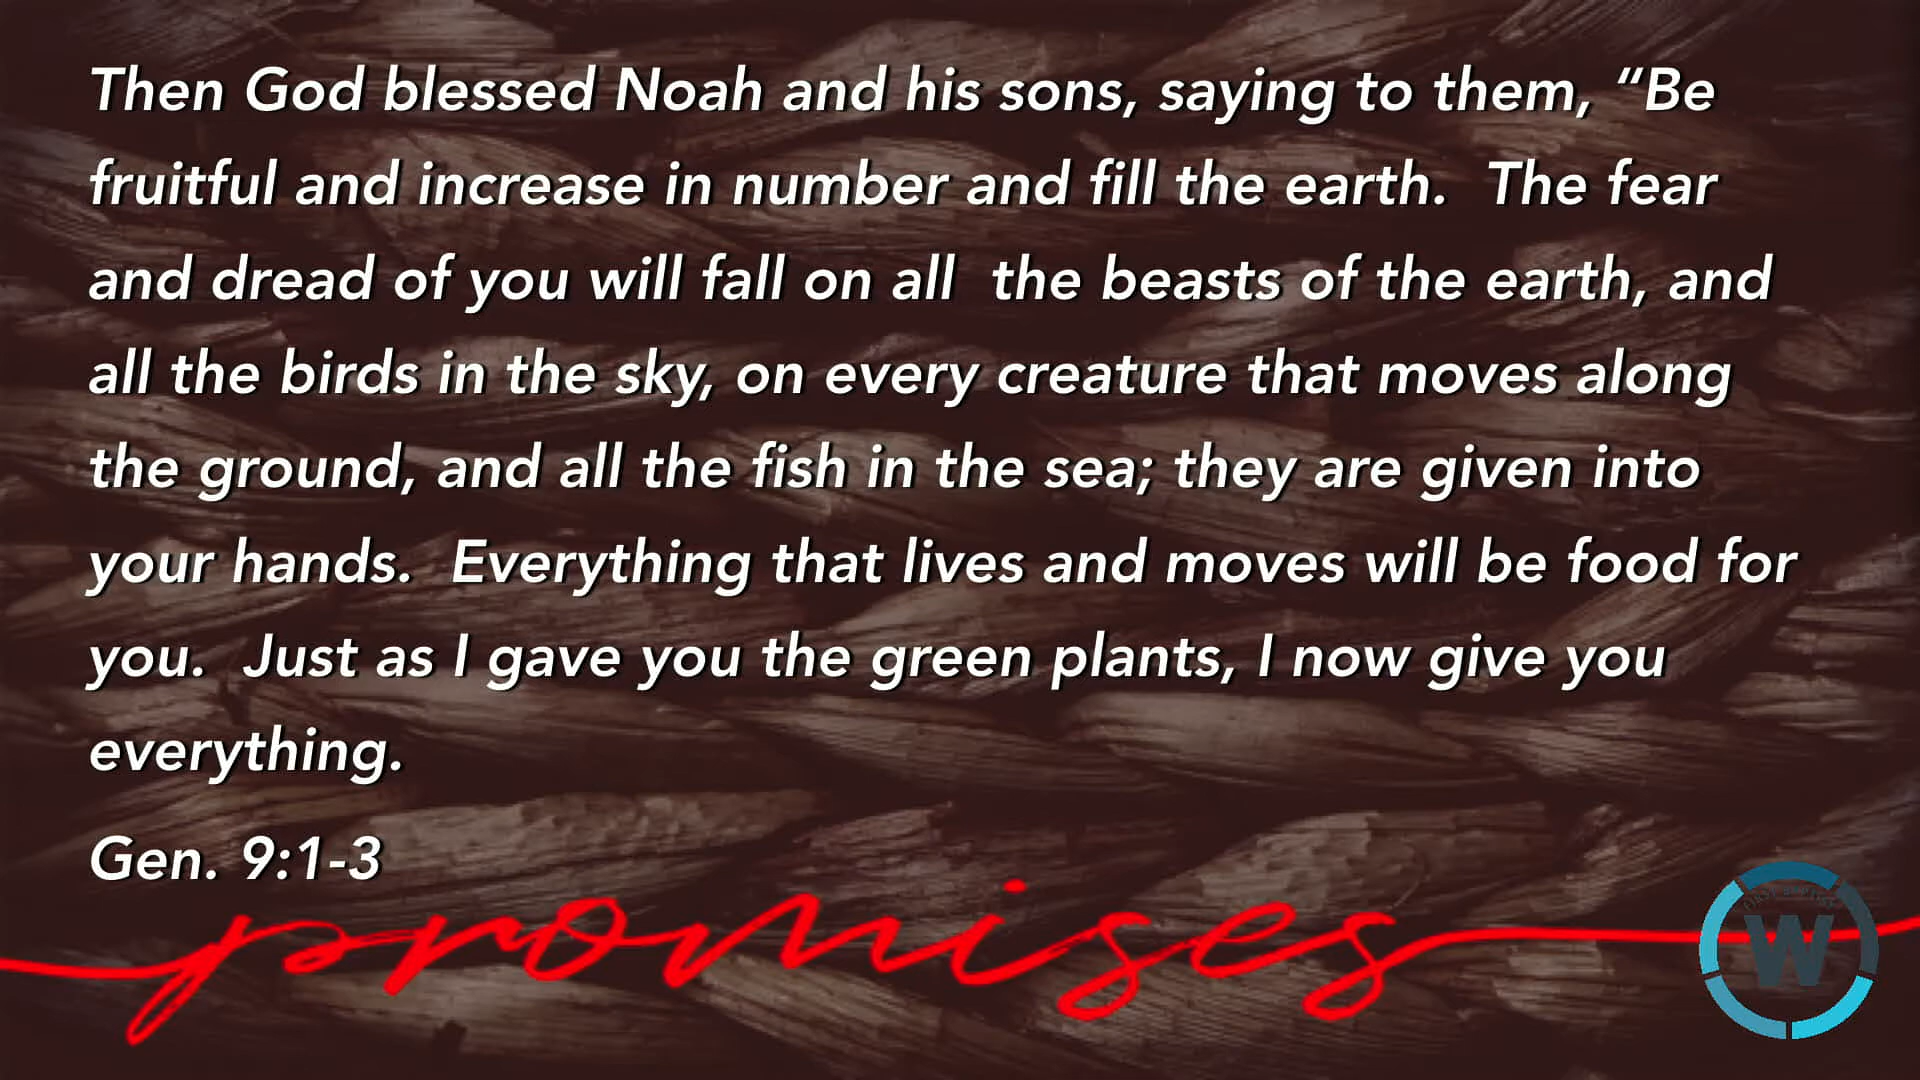 Then God blessed Noah and his sons, saying to them, “Be
fruitful and increase in number and fill the earth.  The fear
and dread of you will fall on all  the beasts of the earth, and
all the birds in the sky, on every creature that moves along
the ground, and all the fish in the sea; they are given into
your hands.  Everything that lives and moves will be food for
you.  Just as I gave you the green plants, I now give you
everything.
Gen. 9:1-3
promises
W